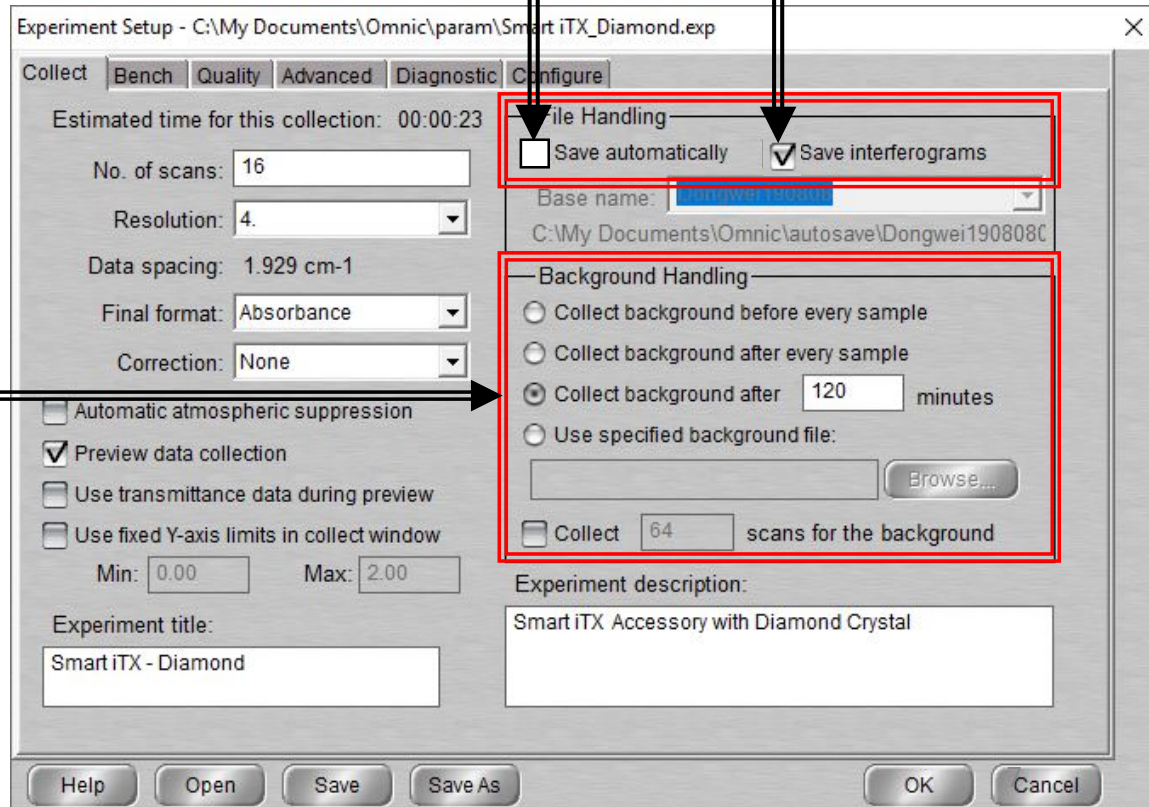 Experiment Setup - C:\My Documents\Omnic\param\Smart iTX_Diamond.exp
Collect Bench Quality Advanced Diagnostic Configure
Estimated time for this collection: 00:00:23
No. of scans: 16
Resolution: 4.
Data spacing: 1.929 cm-1
Final format: Absorbance
Correction: None
Automatic atmospheric suppression
Preview data collection
Use transmittance data during preview
Use fixed Y-axis limits in collect window
Min: 0.00 Max: 2.00
Experiment title:
Smart iTX - Diamond
File Handling
Save automatically Save interferograms
Base name: Dongwei190808
C:\My Documents\Omnic\autosave\Dongwei1908080
Background Handling
Collect background before every sample
Collect background after every sample
Collect background after 120 minutes
Use specified background file:
Browse...
Collect 64 scans for the background
Experiment description:
Smart iTX Accessory with Diamond Crystal
Help Open Save Save As OK Cancel